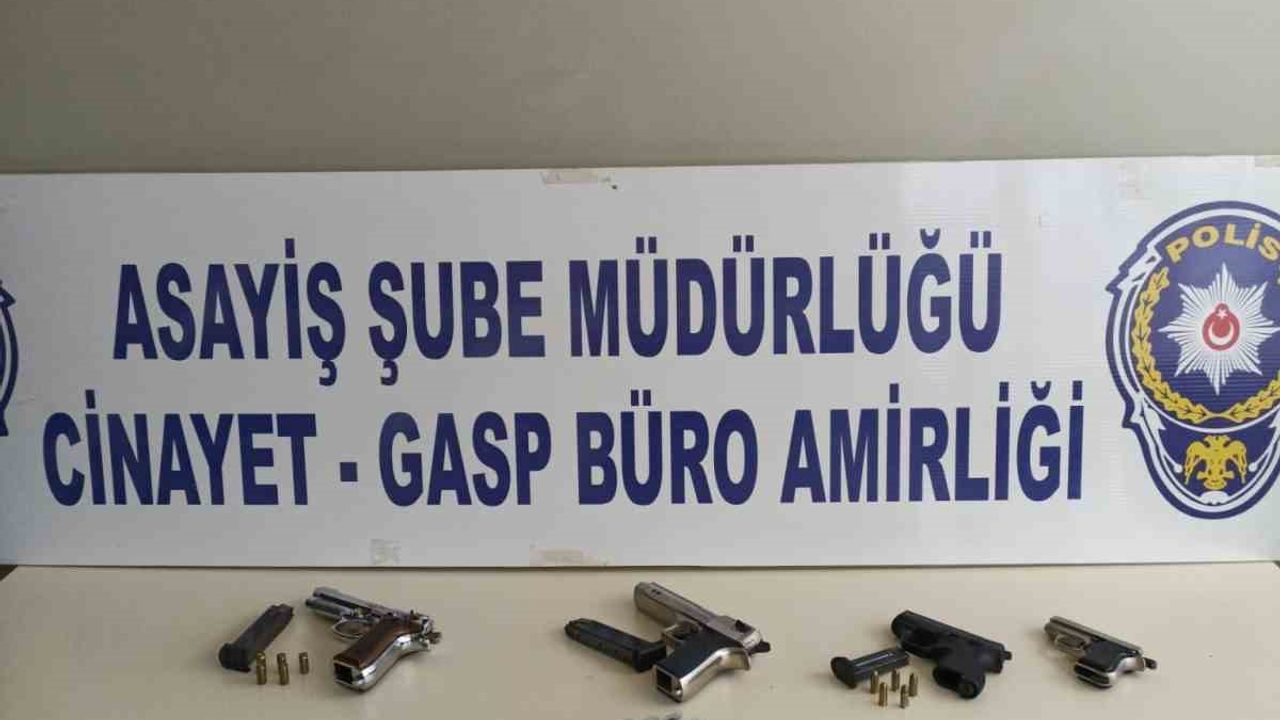 ASAYİŞ ŞUBE MÜDÜRLÜĞÜ
CİNAYET - GASP BÜRO AMİRLİĞİ
POLİS